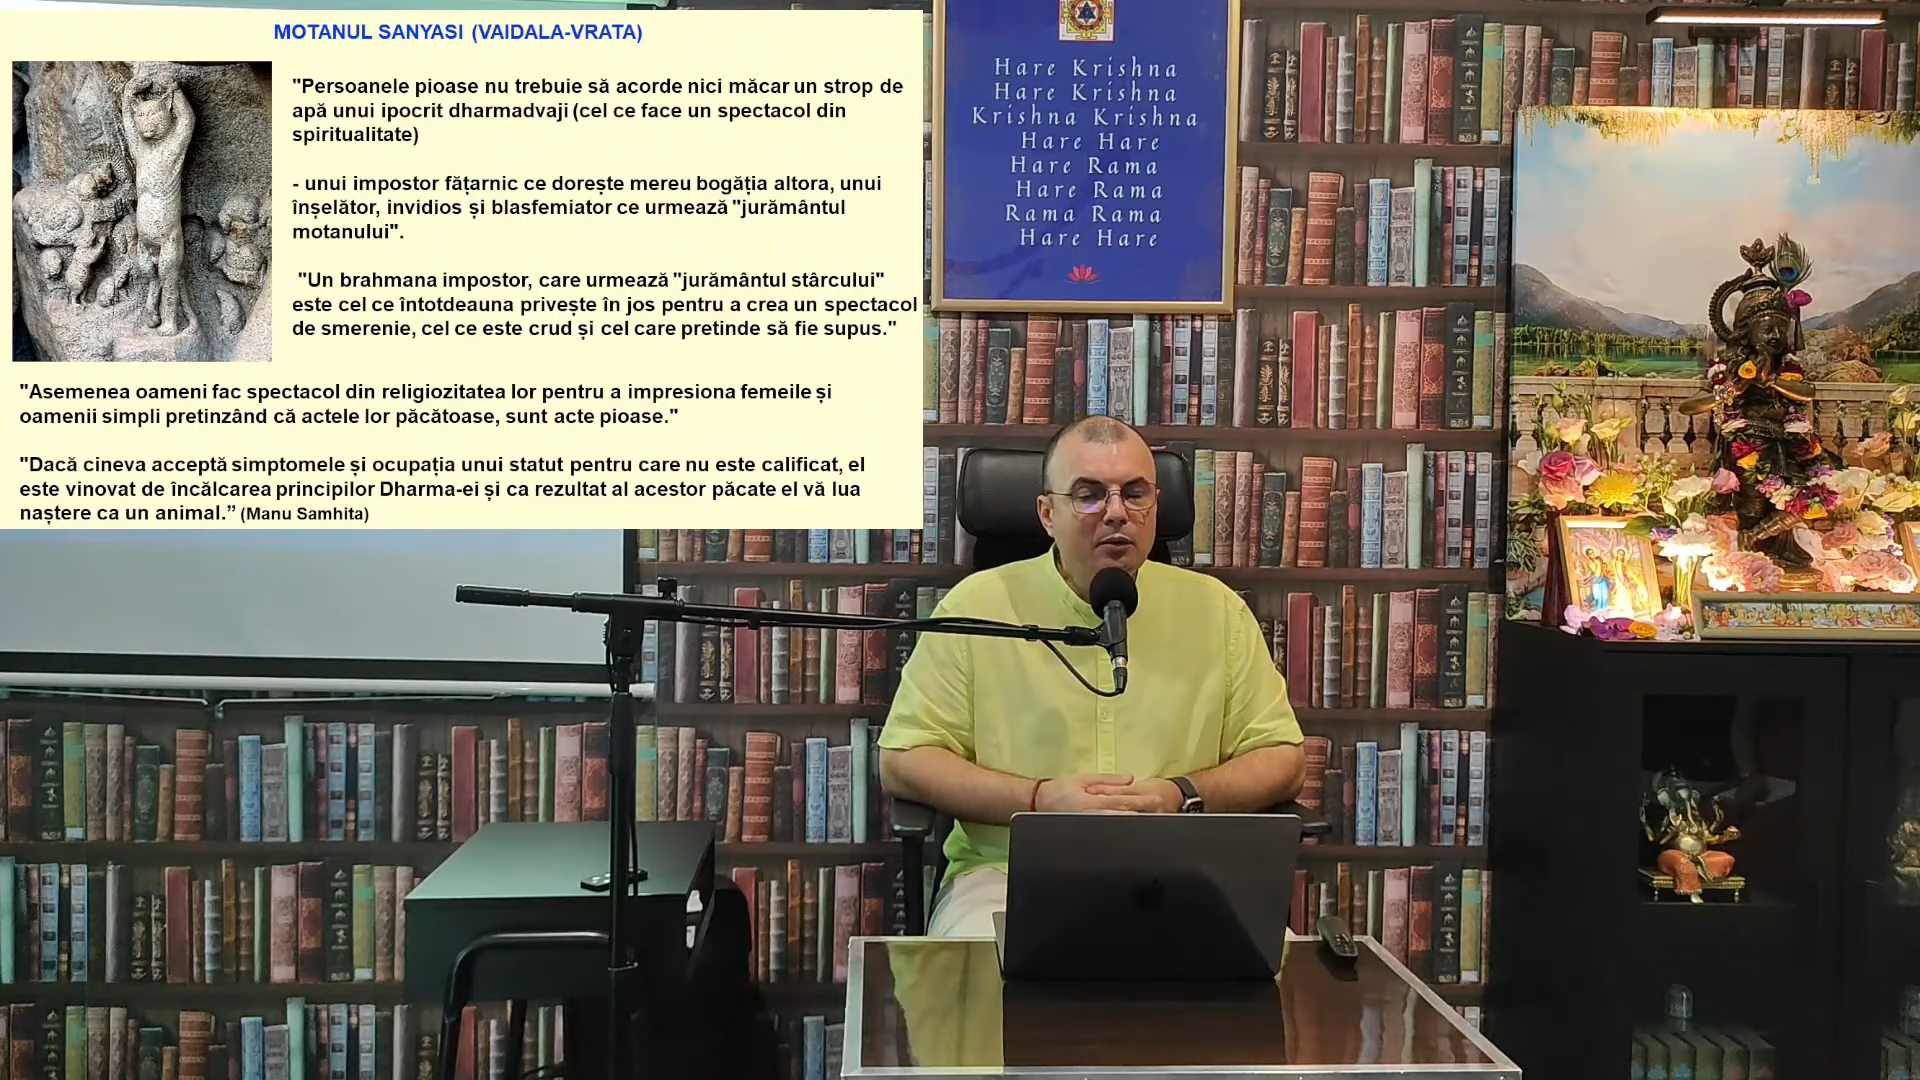 MOTANUL SANYASI (VAIDALA-VRATA)
"Persoanele pioase nu trebuie să acorde nici măcar un strop de
apă unui ipocrit dharmadvaji (cel ce face un spectacol din
spiritualitate)
- unui impostor fățarnic ce dorește mereu bogăția altora, unui
înșelător, invidios și blasfemiator ce urmează "jurământul
motanului".
"Un brahmana impostor, care urmează "jurământul stârcului"
este cel ce întotdeauna privește în jos pentru a crea un spectacol
de smerenie, cel ce este crud și cel care pretinde să fie supus."
"Asemenea oameni fac spectacol din religiozitatea lor pentru a impresiona femeile și
oamenii simpli pretinzând că actele lor păcătoase, sunt acte pioase."
"Dacă cineva acceptă simptomele și ocupația unui statut pentru care nu este calificat, el
este vinovat de încălcarea principilor Dharma-ei și ca rezultat al acestor păcate el vă lua
naștere ca un animal.” (Manu Samhita)
Hare Krishna
Hare Krishna
Krishna Krishna
Hare Hare
Hare Rama
Hare Rama
Rama Rama
Hare Hare